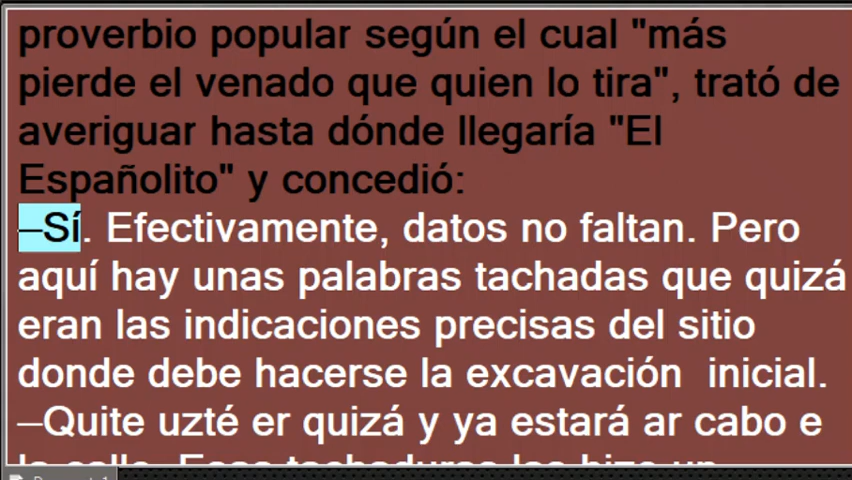 proverbio popular según el cual "más
pierde el venado que quien lo tira", trató de
averiguar hasta dónde llegaría "El
Españolito" y concedió:
—Sí. Efectivamente, datos no faltan. Pero
aquí hay unas palabras tachadas que quizá
eran las indicaciones precisas del sitio
donde debe hacerse la excavación  inicial.
—Quite uzté er quizá y ya estará ar cabo e